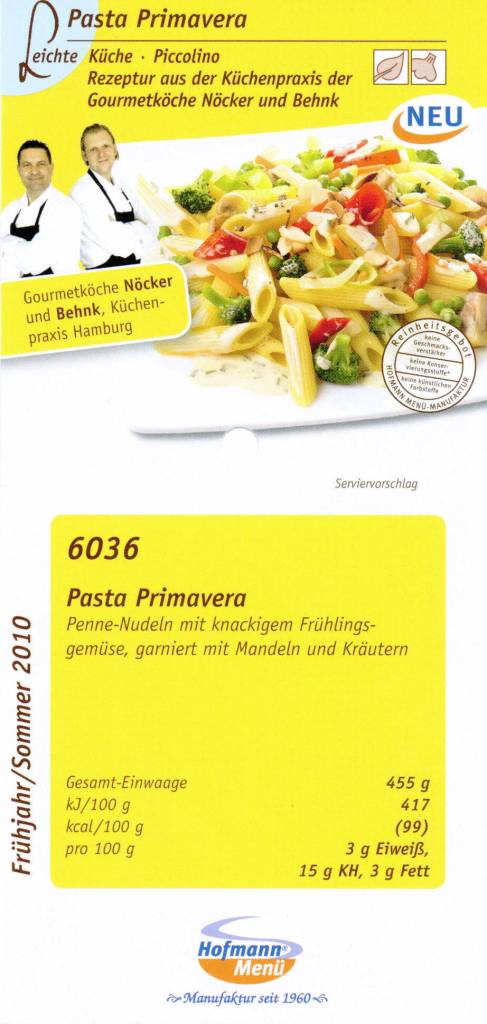 Pasta Primavera
Leichte Küche · Piccolino
Rezeptur aus der Küchenpraxis der
Gourmetköche Nöcker und Behnk
NEU
Gourmetköche Nöcker
und Behnk, Küchen-
praxis Hamburg
Reinheitsgebot
keine
Geschmacks-
verstärker
keine Konser-
vierungsstoffe*
keine künstlichen
Farbstoffe
HOFMANN MENÜ-MANUFAKTUR
Serviervorschlag
6036
Pasta Primavera
Penne-Nudeln mit knackigem Frühlings-
gemüse, garniert mit Mandeln und Kräutern
Gesamt-Einwaage 455 g
kJ/100 g 417
kcal/100 g (99)
pro 100 g 3 g Eiweiß,
15 g KH, 3 g Fett
Frühjahr/Sommer 2010
Hofmann®
Menü
Manufaktur seit 1960